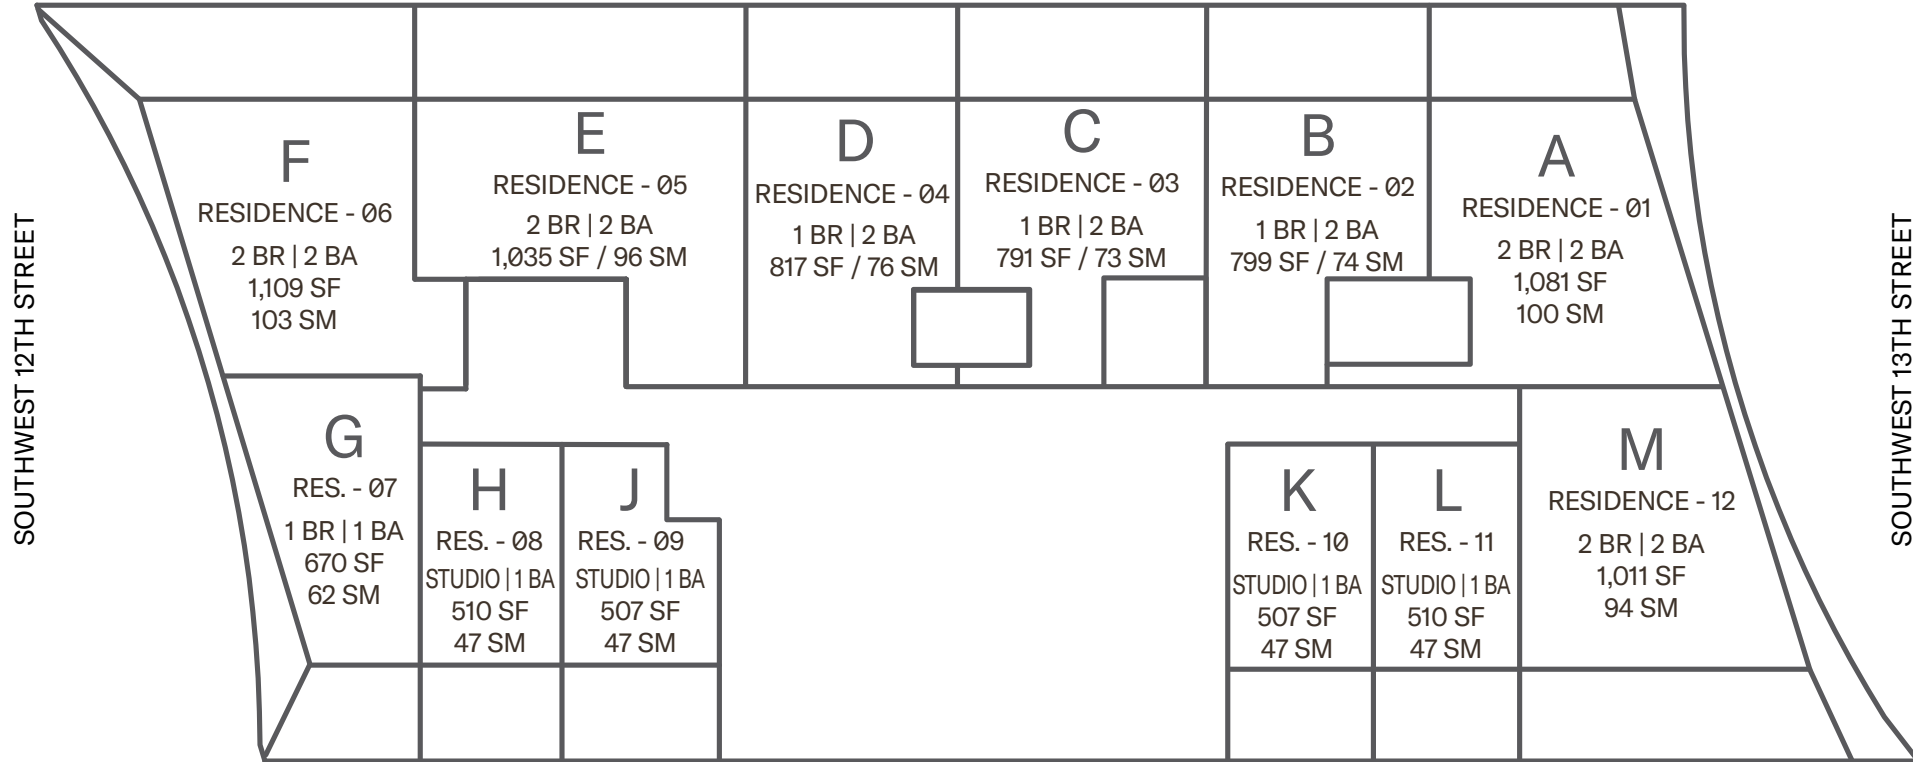 SOUTHWEST 12TH STREET
F
RESIDENCE - 06
2 BR | 2 BA
1,109 SF
103 SM
E
RESIDENCE - 05
2 BR | 2 BA
1,035 SF / 96 SM
D
RESIDENCE - 04
1 BR | 2 BA
817 SF / 76 SM
C
RESIDENCE - 03
1 BR | 2 BA
791 SF / 73 SM
B
RESIDENCE - 02
1 BR | 2 BA
799 SF / 74 SM
A
RESIDENCE - 01
2 BR | 2 BA
1,081 SF
100 SM
G
RES. - 07
1 BR | 1 BA
670 SF
62 SM
H
RES. - 08
STUDIO | 1 BA
510 SF
47 SM
J
RES. - 09
STUDIO | 1 BA
507 SF
47 SM
K
RES. - 10
STUDIO | 1 BA
507 SF
47 SM
L
RES. - 11
STUDIO | 1 BA
510 SF
47 SM
M
RESIDENCE - 12
2 BR | 2 BA
1,011 SF
94 SM
SOUTHWEST 13TH STREET